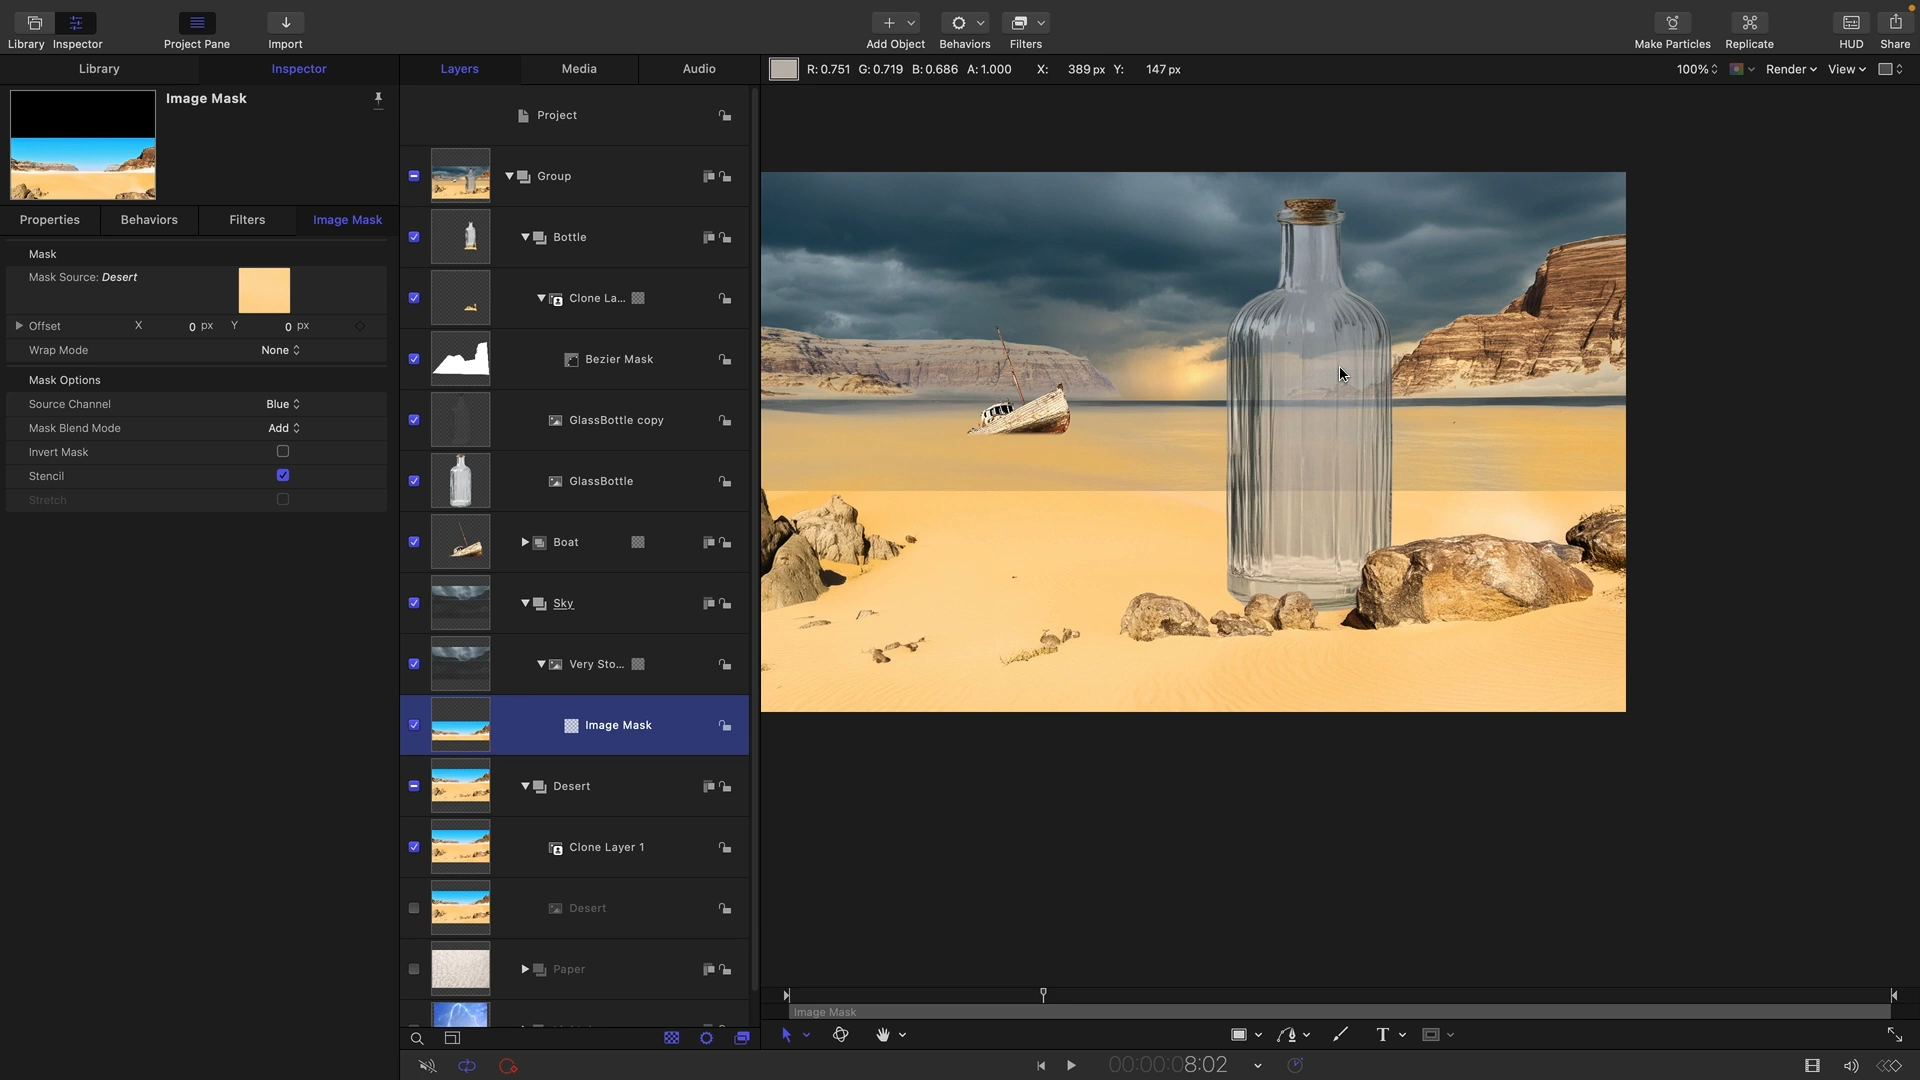 Library Inspector Project Pane Import Add Object Behaviors Filters Make Particles Replicate HUD Share
Library Inspector Layers Media Audio R: 0.751 G: 0.719 B: 0.686 A: 1.000 X: 389 px Y: 147 px 100% Render View
Image Mask
Properties Behaviors Filters Image Mask
Mask
Mask Source: Desert
Offset X 0 px Y 0 px
Wrap Mode None
Mask Options
Source Channel Blue
Mask Blend Mode Add
Invert Mask
Stencil
Stretch
Project
Group
Bottle
Clone La...
Bezier Mask
GlassBottle copy
GlassBottle
Boat
Sky
Very Sto...
Image Mask
Desert
Clone Layer 1
Desert
Paper
Image Mask
T
00:00:08:02